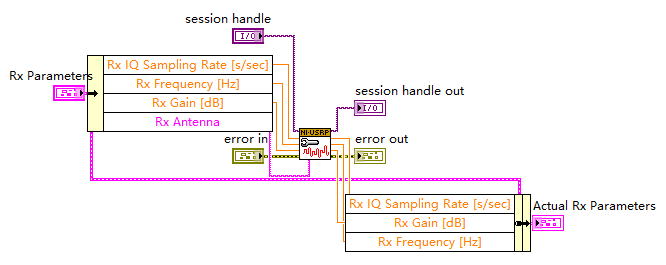 session handle
I/O
Rx Parameters
Rx IQ Sampling Rate [s/sec]
Rx Frequency [Hz]
Rx Gain [dB]
Rx Antenna
session handle out
I/O
error in
NI-USRP
error out
Rx IQ Sampling Rate [s/sec]
Rx Gain [dB]
Rx Frequency [Hz]
Actual Rx Parameters